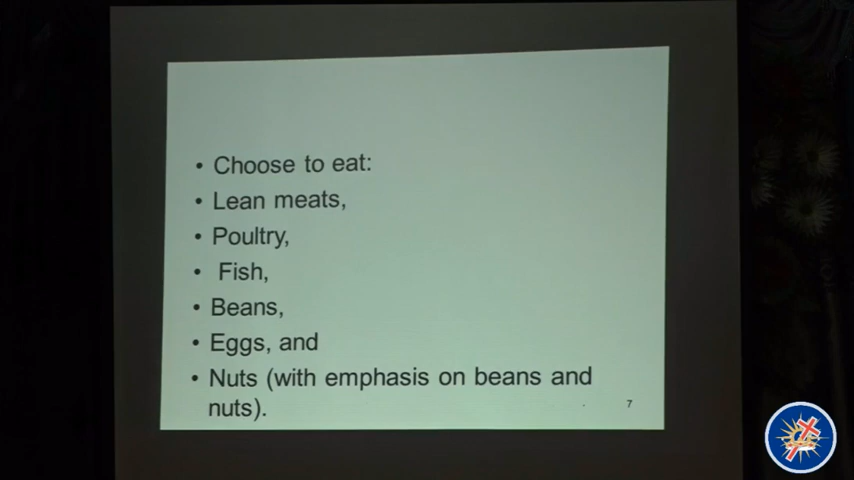 • Choose to eat:
• Lean meats,
• Poultry,
• Fish,
• Beans,
• Eggs, and
• Nuts (with emphasis on beans and
nuts).
7